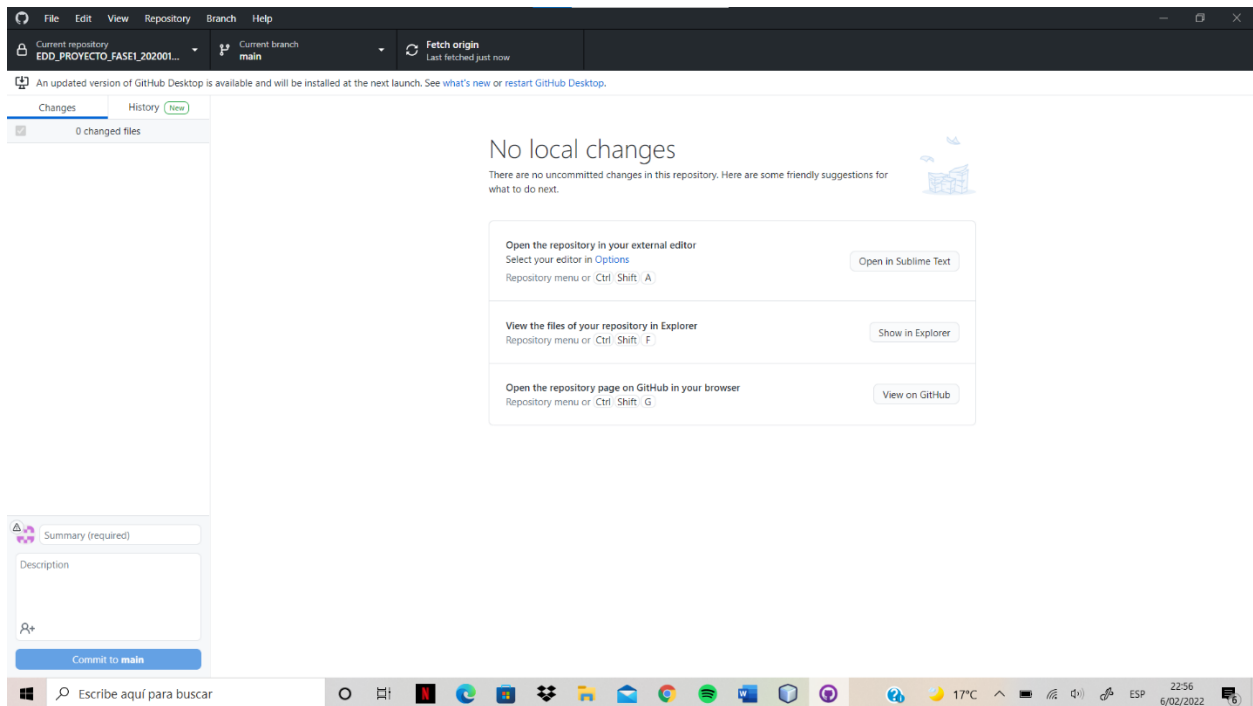 File Edit View Repository Branch Help
Current repository
EDD_PROYECTO_FASE1_202001...
Current branch
main
Fetch origin
Last fetched just now
An updated version of GitHub Desktop is available and will be installed at the next launch. See what's new or restart GitHub Desktop.
Changes
History New
0 changed files
No local changes
There are no uncommitted changes in this repository. Here are some friendly suggestions for
what to do next.
Open the repository in your external editor
Select your editor in Options
Repository menu or Ctrl Shift A
Open in Sublime Text
View the files of your repository in Explorer
Repository menu or Ctrl Shift F
Show in Explorer
Open the repository page on GitHub in your browser
Repository menu or Ctrl Shift G
View on GitHub
Summary (required)
Description
Commit to main
Escribe aquí para buscar
17°C
ESP
22:56
6/02/2022
6